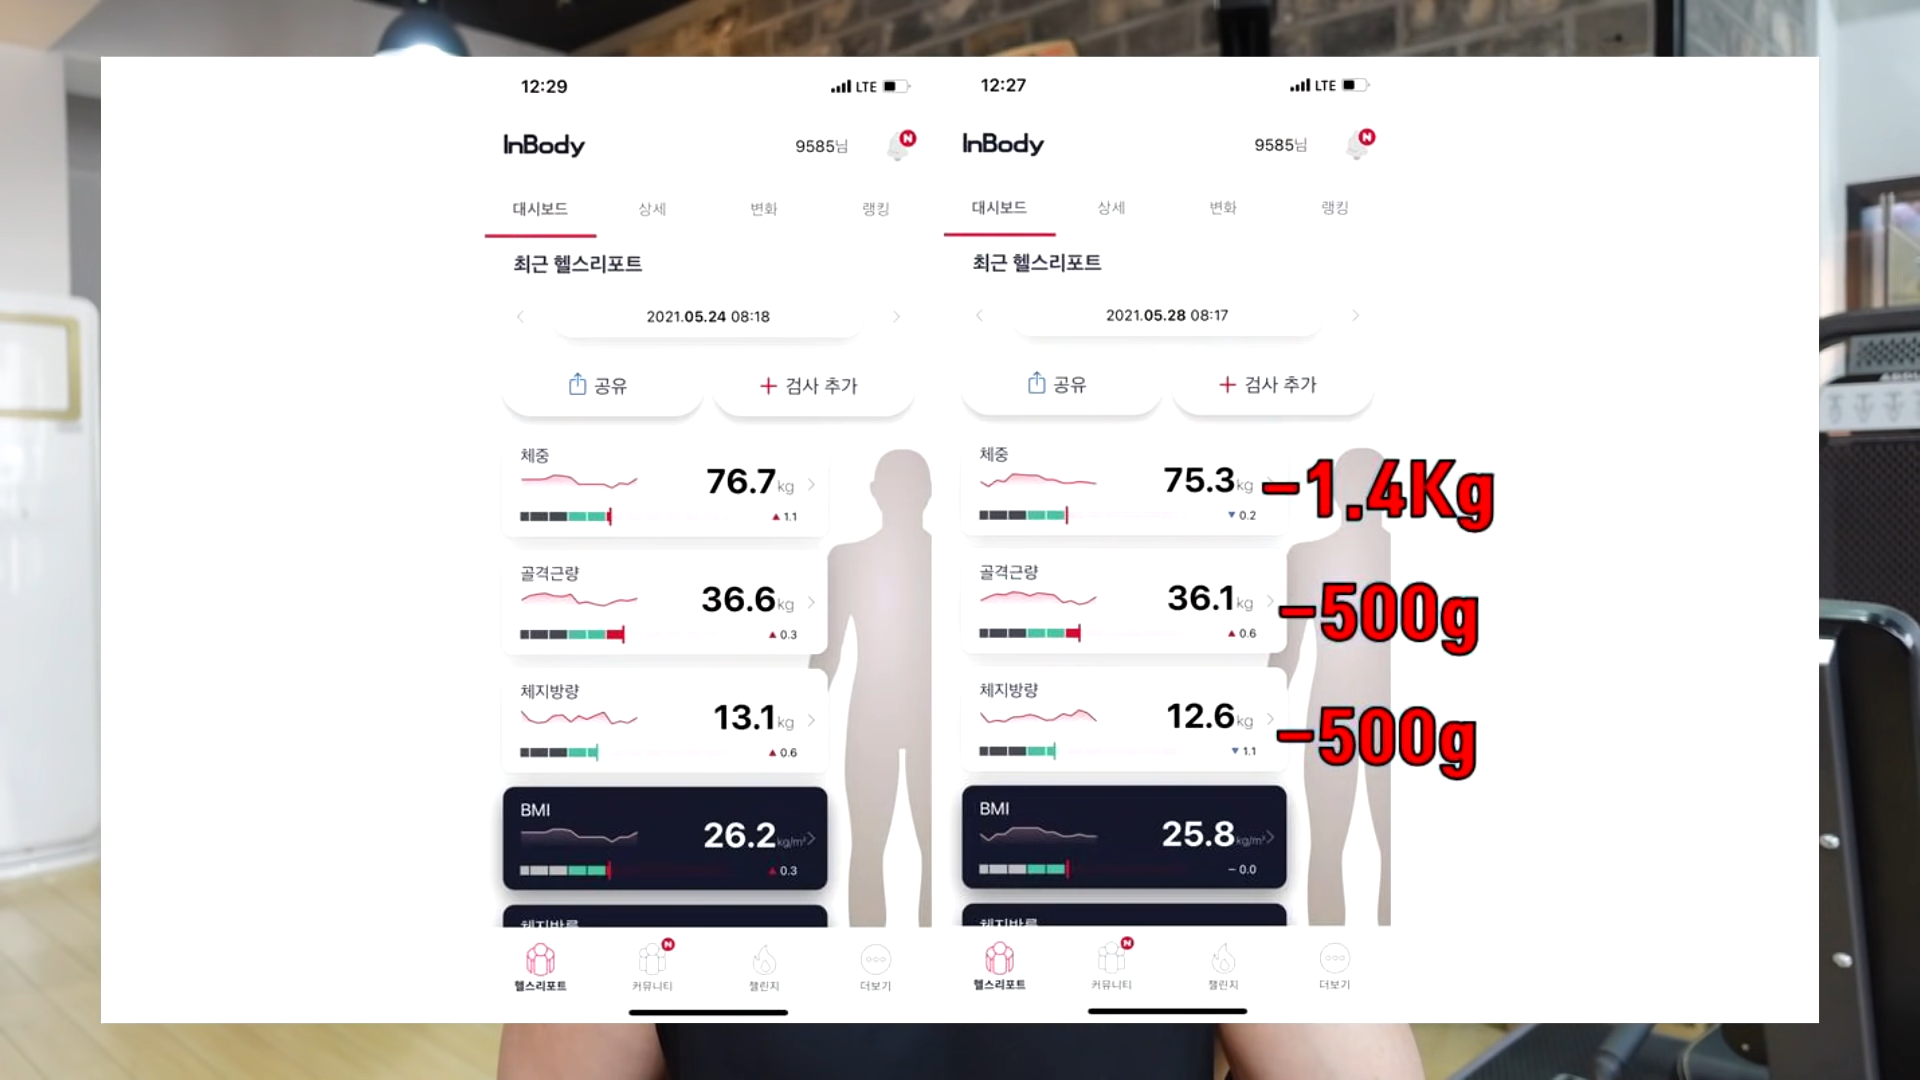 12:29
LTE
InBody
9585님
N
대시보드 상세 변화 랭킹
최근 헬스리포트
2021.05.24 08:18
공유
+ 검사 추가
체중
76.7kg
▲ 1.1
골격근량
36.6kg
▲ 0.3
체지방량
13.1kg
▲ 0.6
BMI
26.2kg/m²
▲ 0.3
체지방률
헬스리포트 커뮤니티 챌린지 더보기
N
12:27
LTE
InBody
9585님
N
대시보드 상세 변화 랭킹
최근 헬스리포트
2021.05.28 08:17
공유
+ 검사 추가
체중
75.3kg
▼ 0.2
-1.4Kg
골격근량
36.1kg
▲ 0.6
-500g
체지방량
12.6kg
▼ 1.1
-500g
BMI
25.8kg/m²
– 0.0
체지방률
헬스리포트 커뮤니티 챌린지 더보기
N